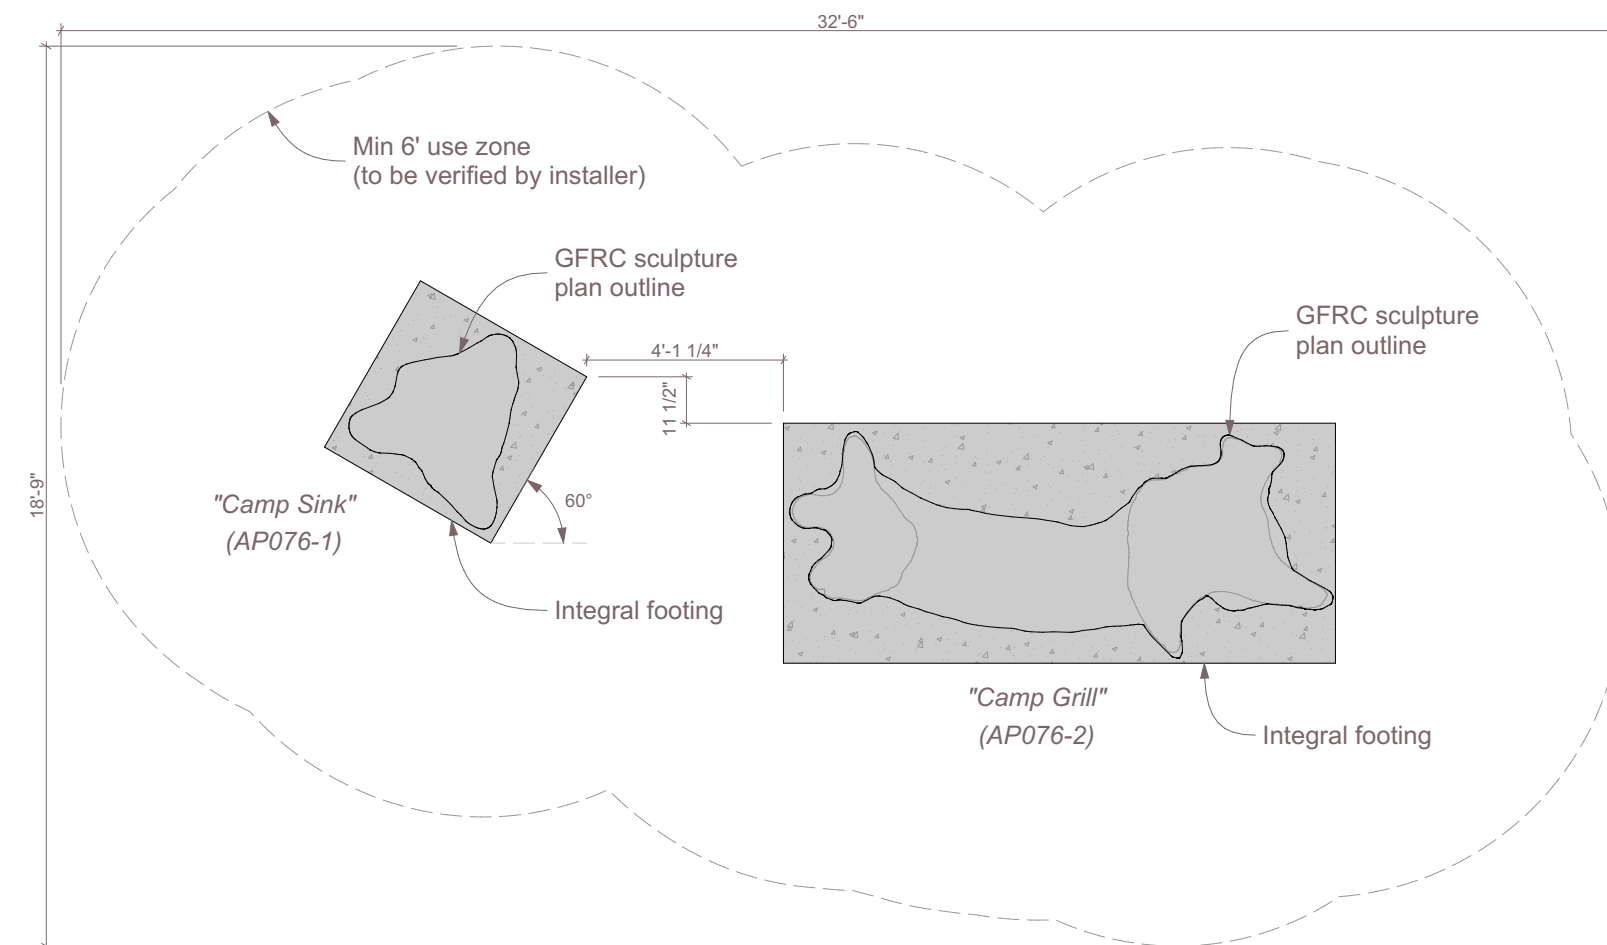 32'-6"
Min 6' use zone
(to be verified by installer)
GFRC sculpture
plan outline
GFRC sculpture
plan outline
4'-1 1/4"
11 1/2"
18'-9"
"Camp Sink"
(AP076-1)
60°
Integral footing
"Camp Grill"
(AP076-2)
Integral footing